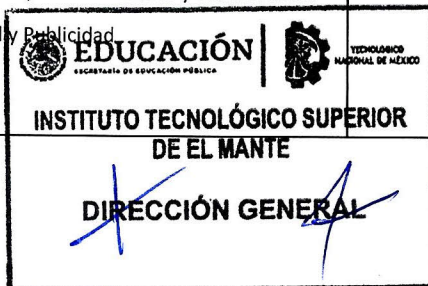 y Publicidad
EDUCACIÓN
SECRETARÍA DE EDUCACIÓN PÚBLICA
TECNOLÓGICO
NACIONAL DE MÉXICO
INSTITUTO TECNOLÓGICO SUPERIOR
DE EL MANTE
DIRECCIÓN GENERAL